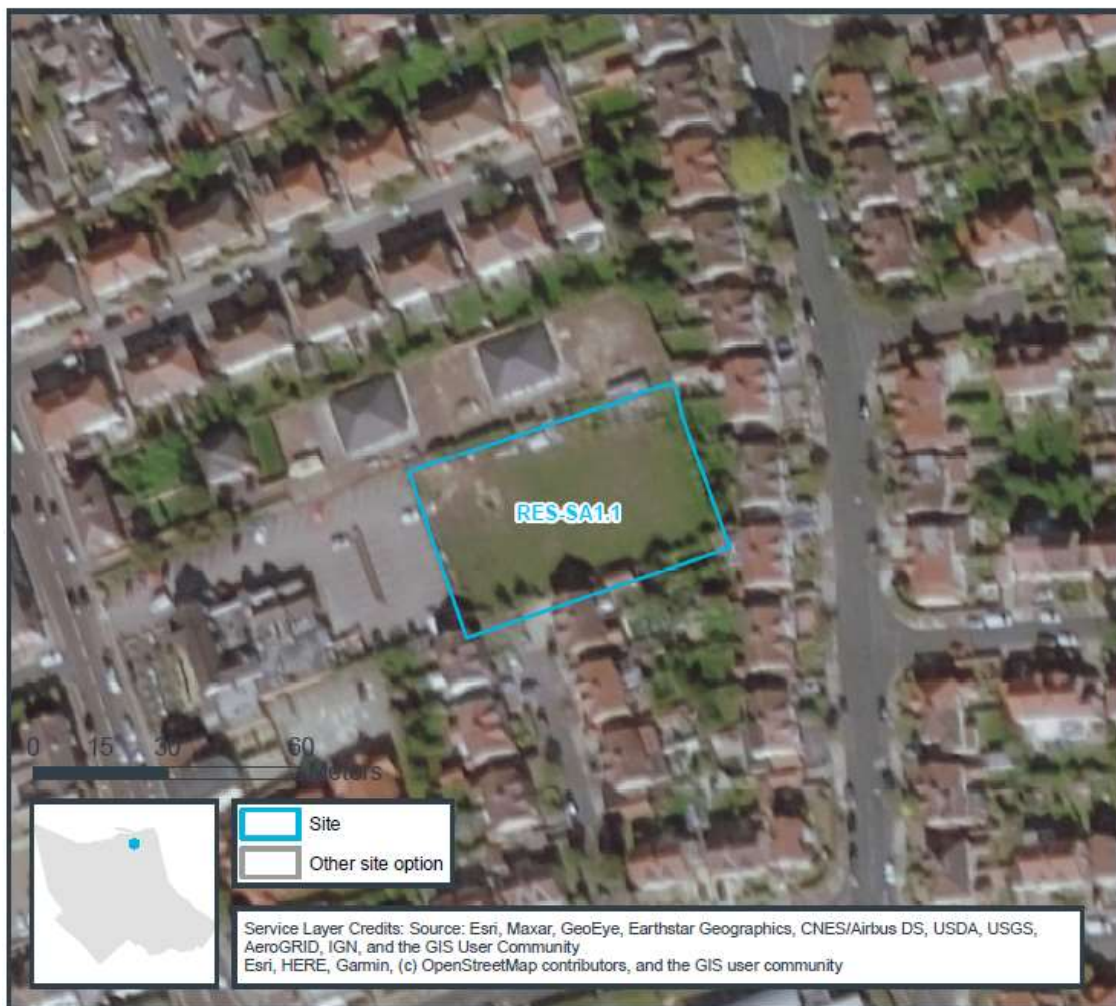 RES-SA1.1
0 15 30 60
Meters
Site
Other site option
Service Layer Credits: Source: Esri, Maxar, GeoEye, Earthstar Geographics, CNES/Airbus DS, USDA, USGS,
AeroGRID, IGN, and the GIS User Community
Esri, HERE, Garmin, (c) OpenStreetMap contributors, and the GIS user community